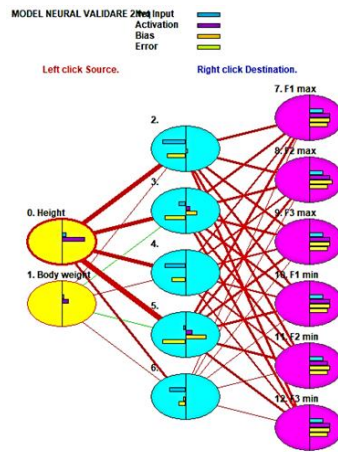 MODEL NEURAL VALIDARE
Net Input
Activation
Bias
Error
Left click Source.
Right click Destination.
7. F1 max
2.
8. F2 max
3.
9. F3 max
0. Height
4.
10. F1 min
1. Body weight
5.
11. F2 min
6.
12. F3 min